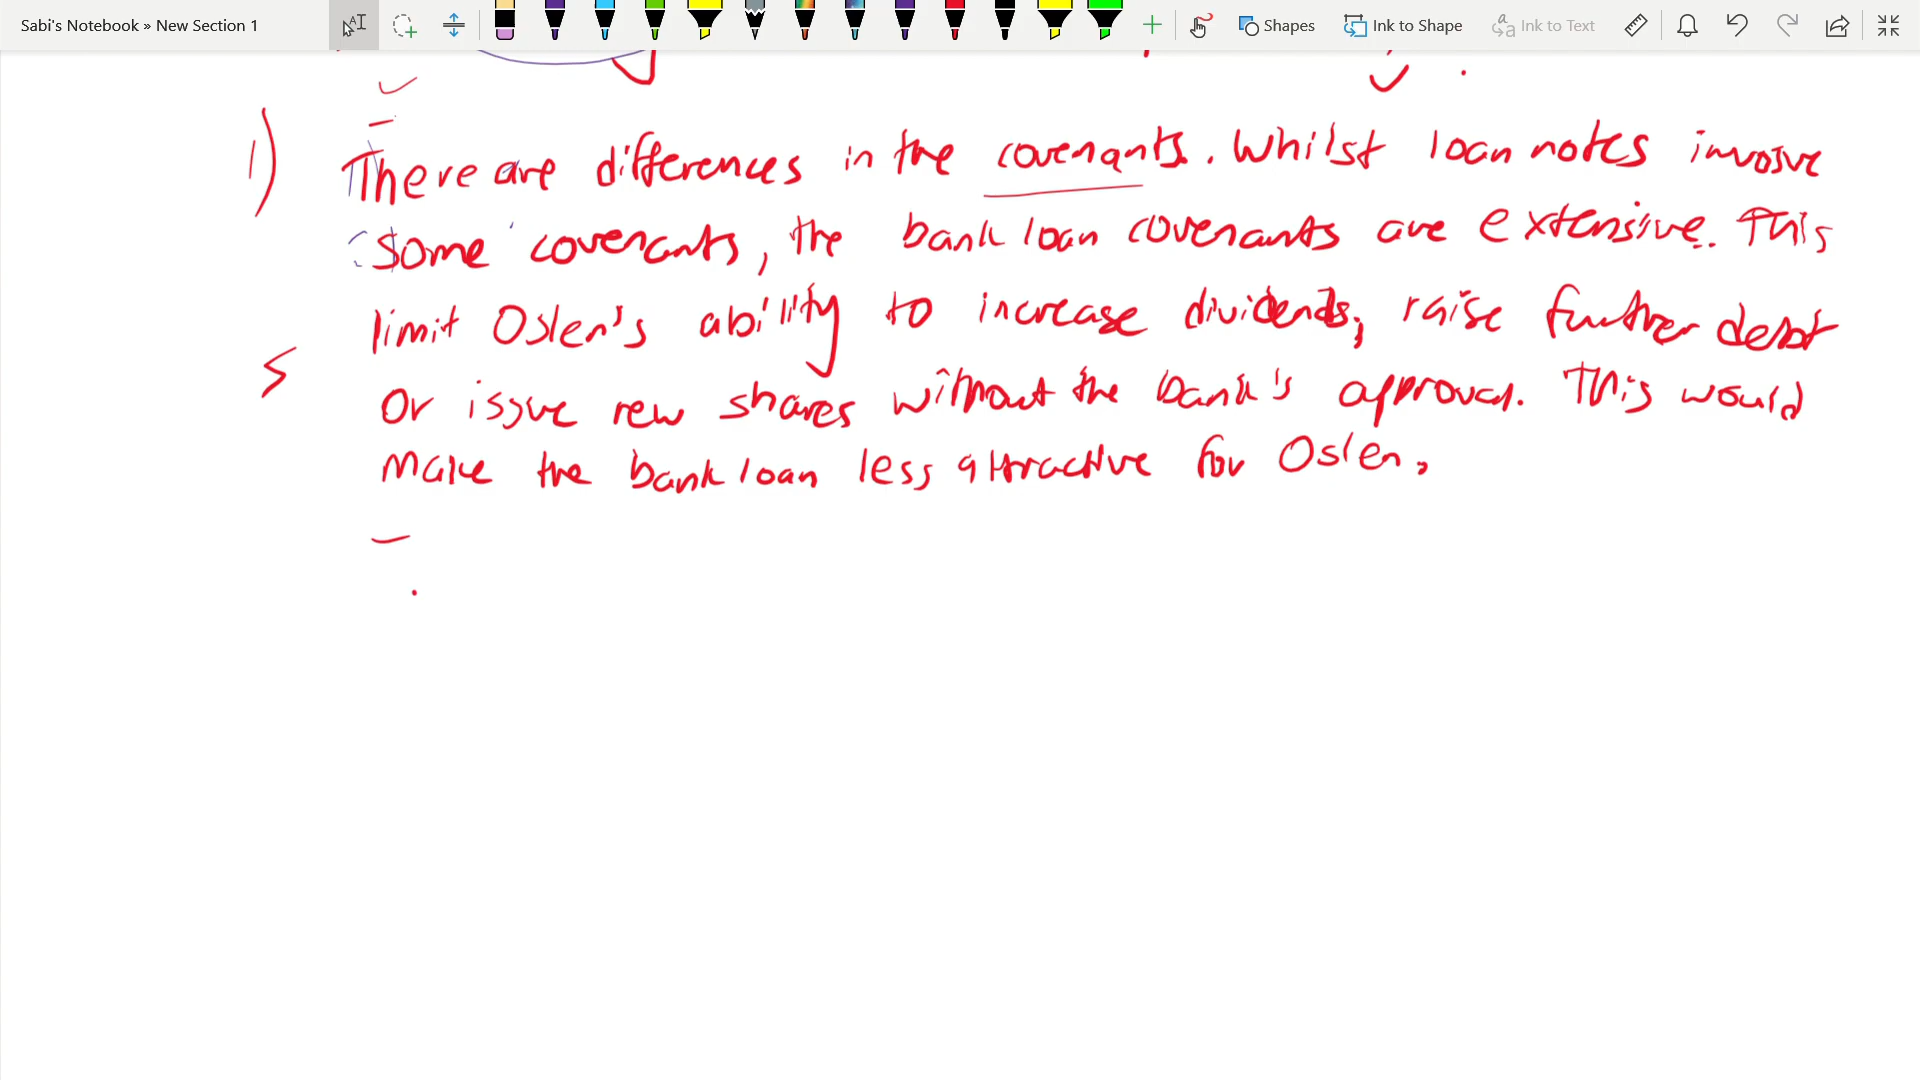 Sabi's Notebook » New Section 1
Shapes
Ink to Shape
Ink to Text
1) There are differences in the covenants. Whilst loan notes involve
some covenants, the bank loan covenants are extensive. This
limit Oslen's ability to increase dividends, raise further debt
or issue new shares without the bank's approval. This would
make the bank loan less attractive for Oslen.